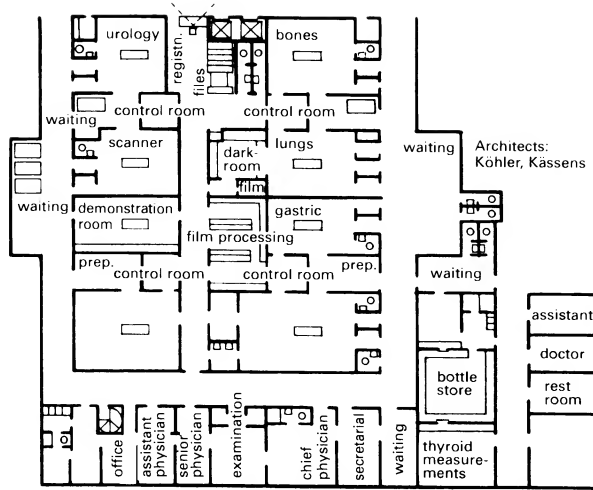 urology
registn.
files
bones
control room
control room
waiting
scanner
dark-
room
film
lungs
waiting
Architects:
Köhler, Kässens
waiting
demonstration
room
gastric
film processing
prep.
control room
control room
prep.
waiting
assistant
doctor
rest
room
bottle
store
office
assistant
physician
senior
physician
examination
chief
physician
secretarial
waiting
thyroid
measure-
ments